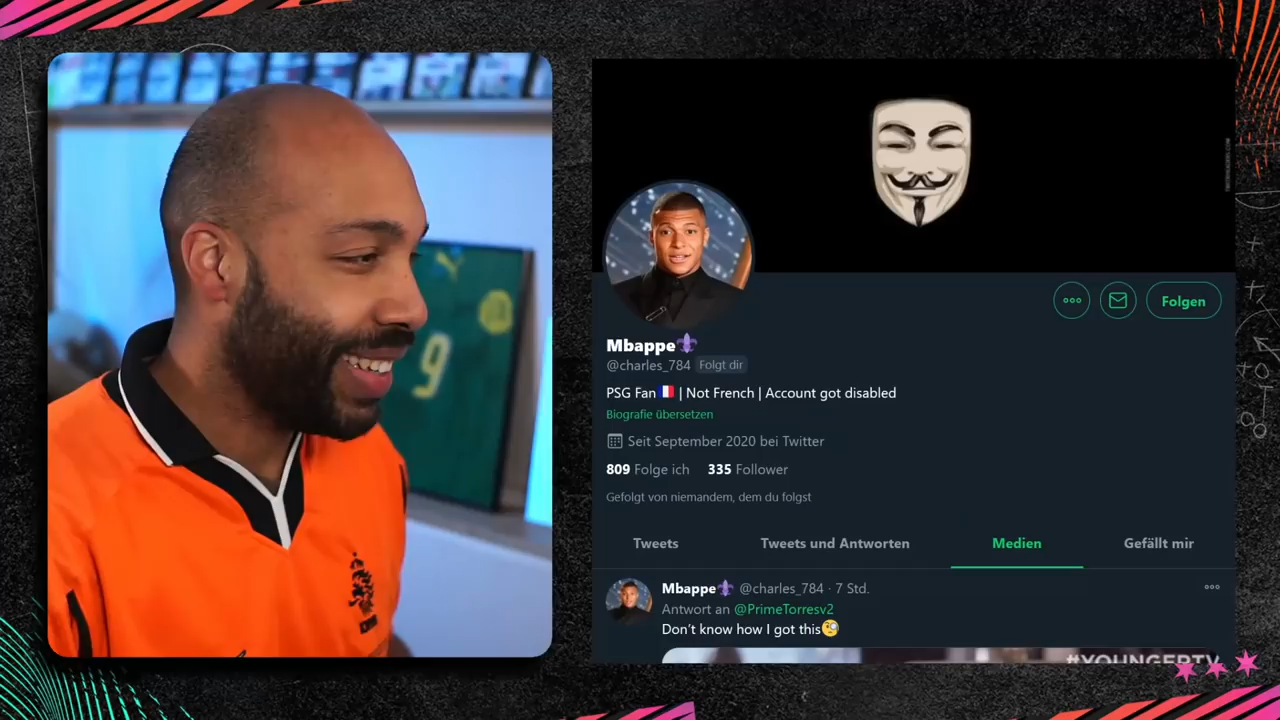 9
KNVB
Folgen
Mbappe⚜
@charles_784 Folgt dir
PSG Fan🇫🇷 | Not French | Account got disabled
Biografie übersetzen
Seit September 2020 bei Twitter
809 Folge ich 335 Follower
Gefolgt von niemandem, dem du folgst
Tweets Tweets und Antworten Medien Gefällt mir
Mbappe⚜ @charles_784 · 7 Std.
Antwort an @PrimeTorresv2
Don't know how I got this🧐
#YOUNGERTV